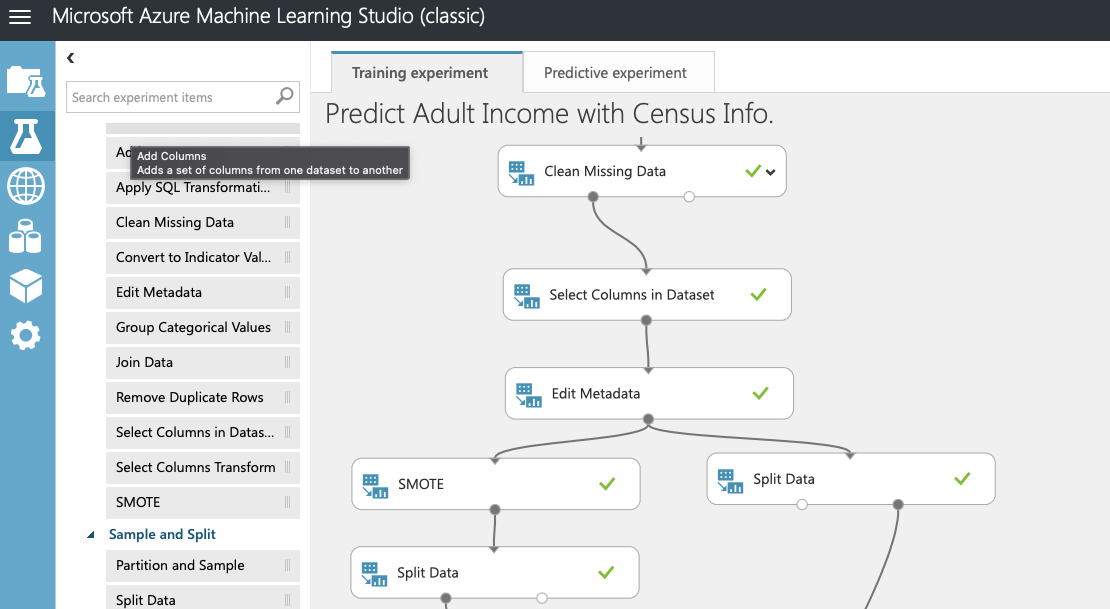 Microsoft Azure Machine Learning Studio (classic)
Search experiment items
Add Columns
Adds a set of columns from one dataset to another
Apply SQL Transformati...
Clean Missing Data
Convert to Indicator Val...
Edit Metadata
Group Categorical Values
Join Data
Remove Duplicate Rows
Select Columns in Datas...
Select Columns Transform
SMOTE
Sample and Split
Partition and Sample
Split Data
Training experiment
Predictive experiment
Predict Adult Income with Census Info.
Clean Missing Data
Select Columns in Dataset
Edit Metadata
SMOTE
Split Data
Split Data